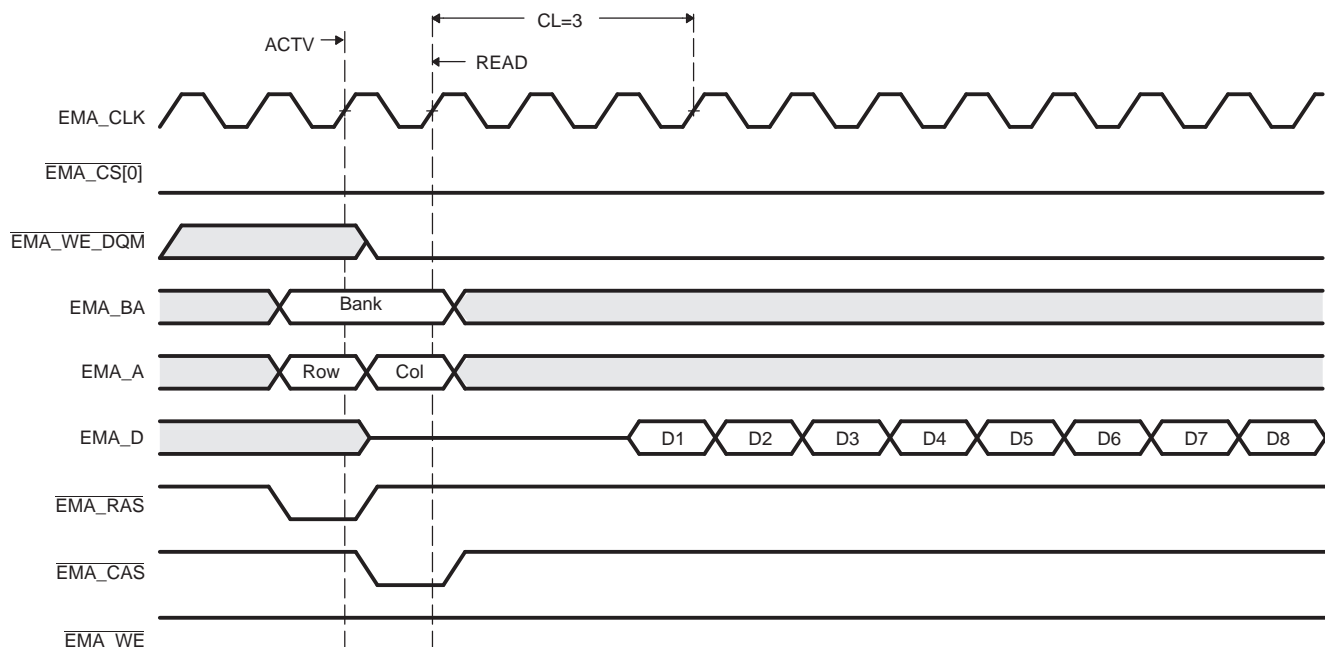 CL=3
ACTV
READ
EMA_CLK
EMA_CS[0]
EMA_WE_DQM
EMA_BA
Bank
EMA_A
Row
Col
EMA_D
D1 D2 D3 D4 D5 D6 D7 D8
EMA_RAS
EMA_CAS
EMA_WE